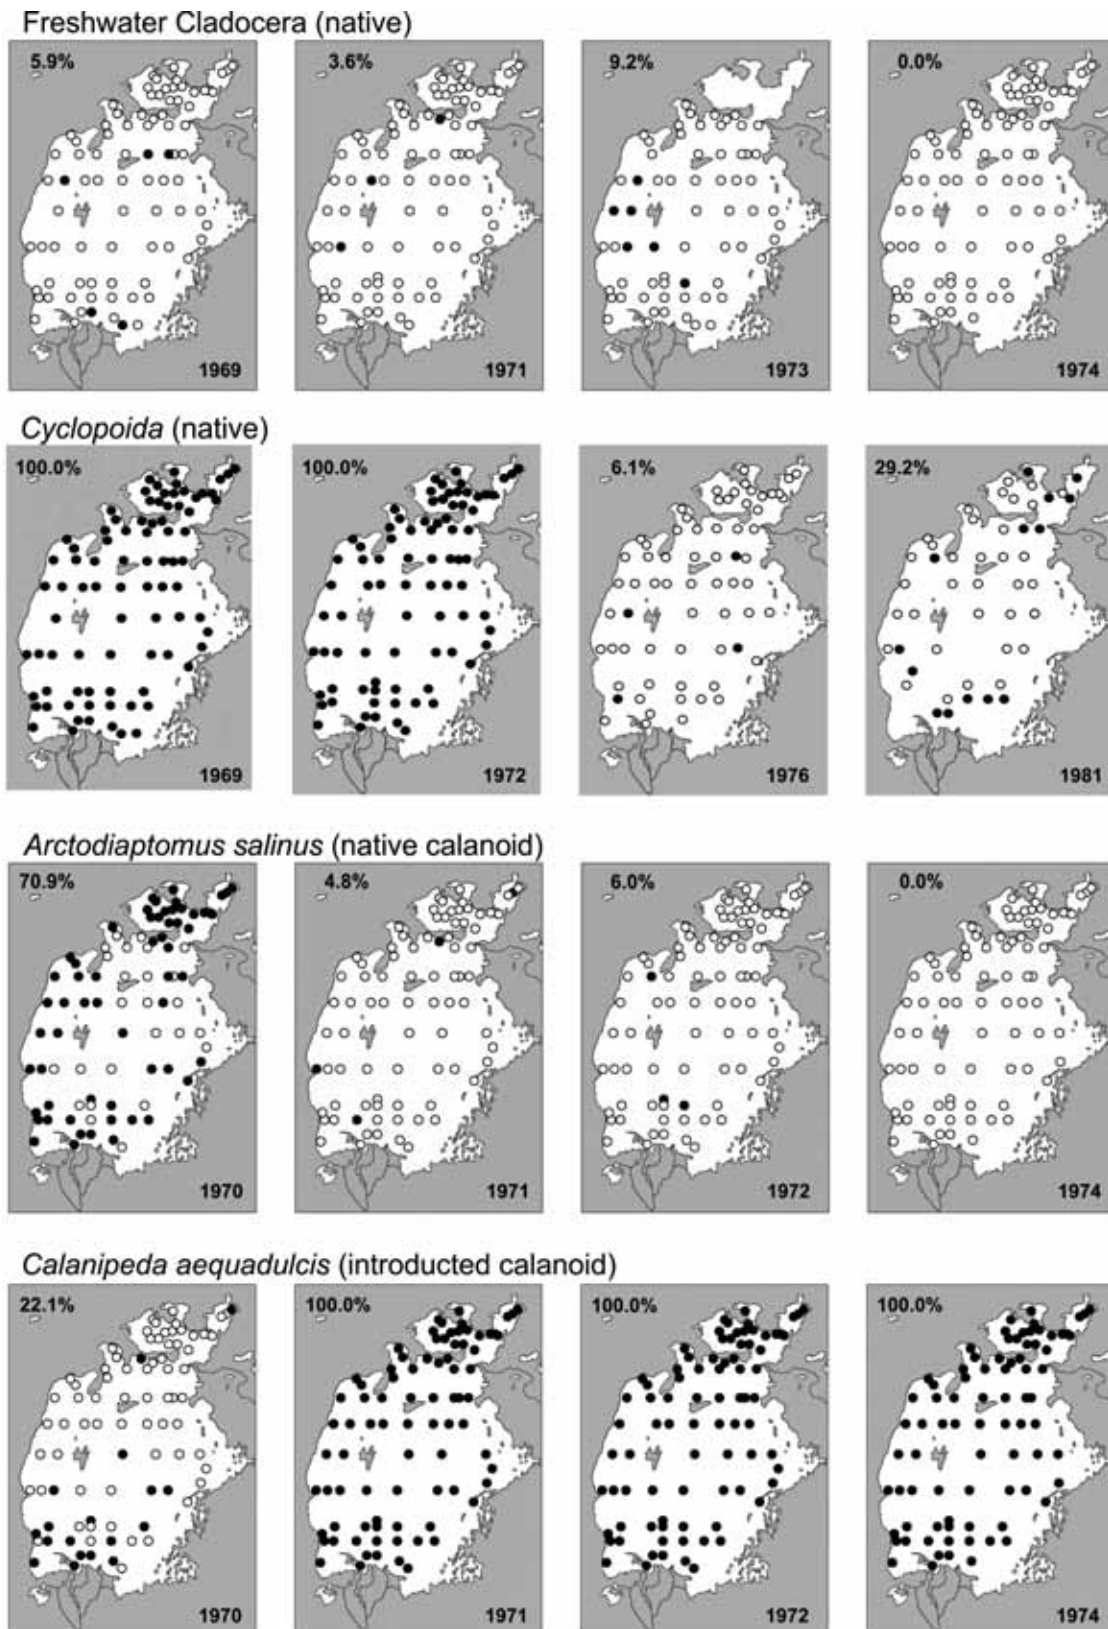 Freshwater Cladocera (native)
5.9% 3.6% 9.2% 0.0%
1969 1971 1973 1974
Cyclopoida (native)
100.0% 100.0% 6.1% 29.2%
1969 1972 1976 1981
Arctodiaptomus salinus (native calanoid)
70.9% 4.8% 6.0% 0.0%
1970 1971 1972 1974
Calanipeda aequadulcis (introducted calanoid)
22.1% 100.0% 100.0% 100.0%
1970 1971 1972 1974